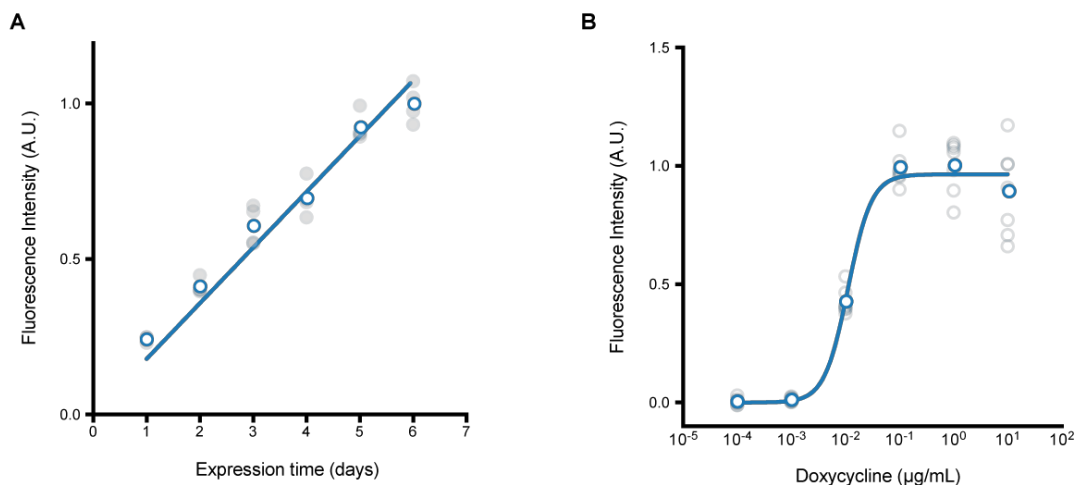 A
Fluorescence Intensity (A.U.)
1.0
0.5
0.0
0 1 2 3 4 5 6 7
Expression time (days)
B
Fluorescence Intensity (A.U.)
1.5
1.0
0.5
0.0
10⁻⁵ 10⁻⁴ 10⁻³ 10⁻² 10⁻¹ 10⁰ 10¹ 10²
Doxycycline (µg/mL)